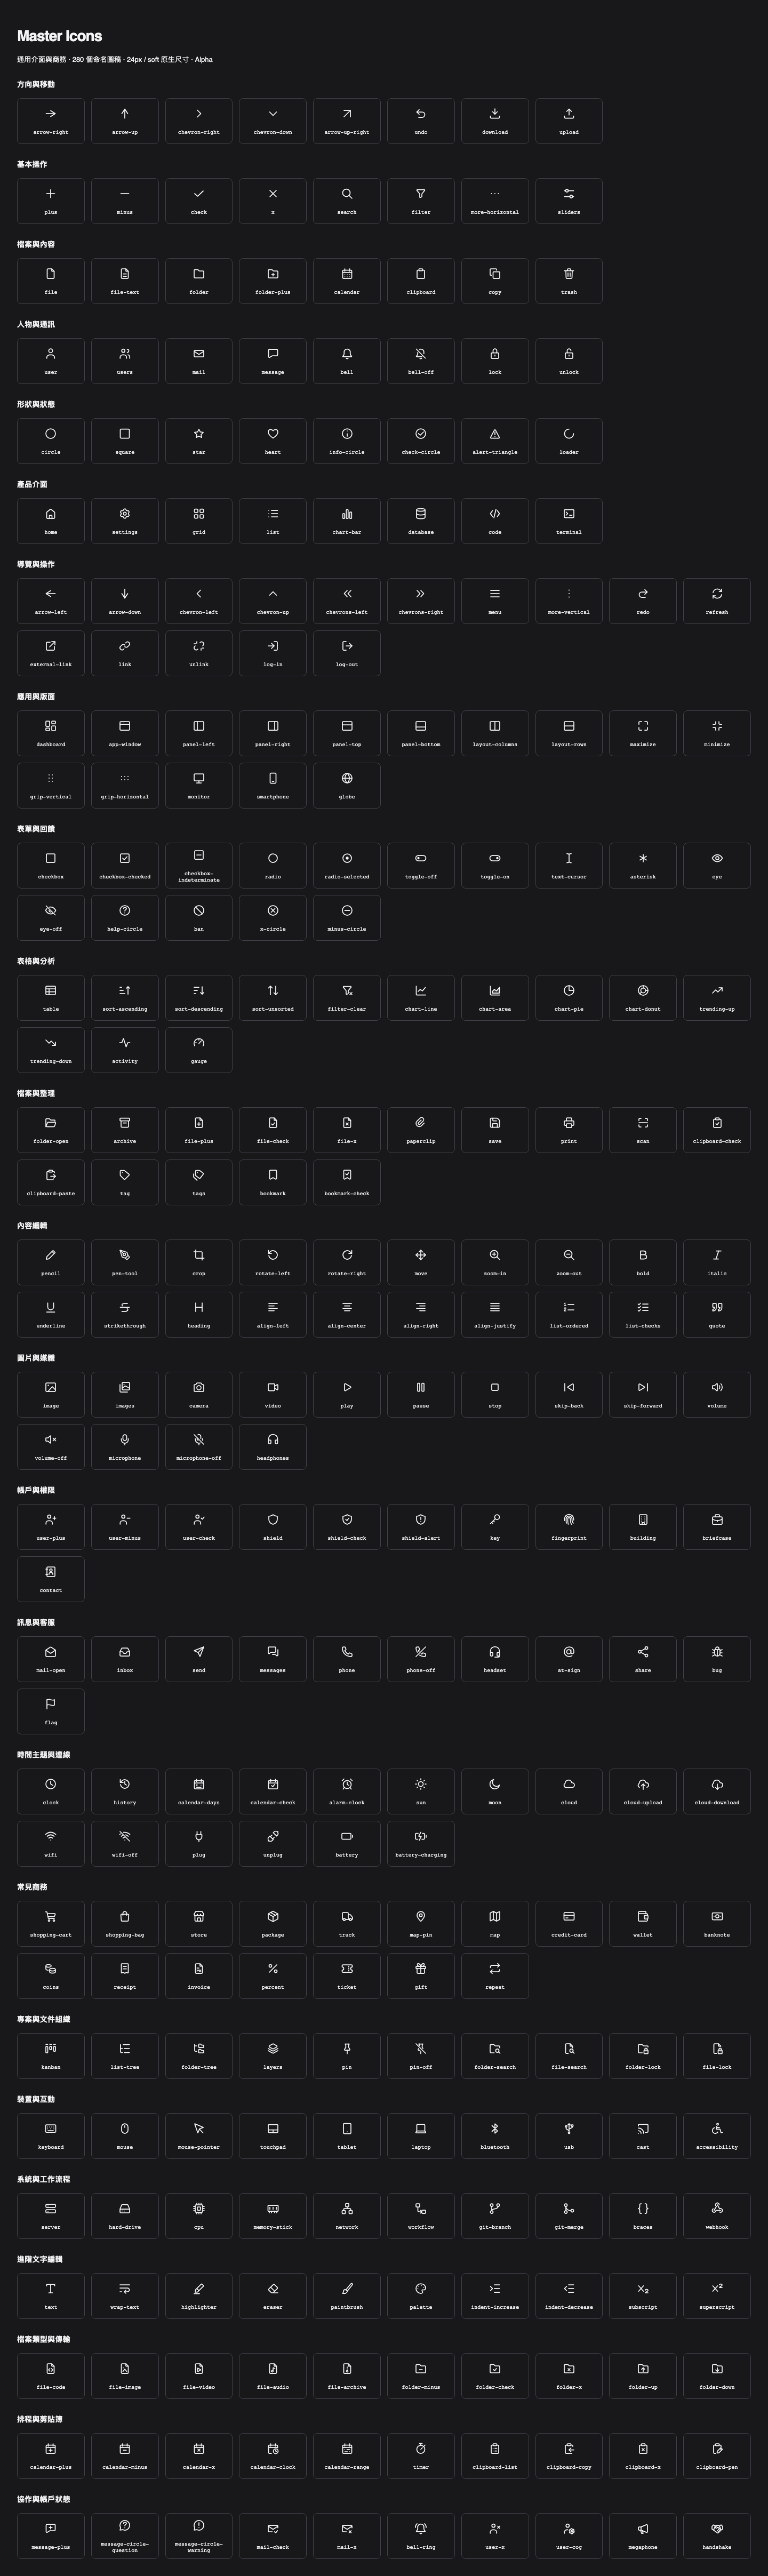 Master Icons
通用介面與商務 · 280 個命名圖稿 · 24px / soft 原生尺寸 · Alpha
方向與移動
arrow-right arrow-up chevron-right chevron-down arrow-up-right undo download upload
基本操作
plus minus check x search filter more-horizontal sliders
檔案與內容
file file-text folder folder-plus calendar clipboard copy trash
人物與通訊
user users mail message bell bell-off lock unlock
形狀與狀態
circle square star heart info-circle check-circle alert-triangle loader
產品介面
home settings grid list chart-bar database code terminal
導覽與操作
arrow-left arrow-down chevron-left chevron-up chevrons-left chevrons-right menu more-vertical redo refresh
external-link link unlink log-in log-out
應用與版面
dashboard app-window panel-left panel-right panel-top panel-bottom layout-columns layout-rows maximize minimize
grip-vertical grip-horizontal monitor smartphone globe
表單與回饋
checkbox checkbox-checked checkbox-indeterminate radio radio-selected toggle-off toggle-on text-cursor asterisk eye
eye-off help-circle ban x-circle minus-circle
表格與分析
table sort-ascending sort-descending sort-unsorted filter-clear chart-line chart-area chart-pie chart-donut trending-up
trending-down activity gauge
檔案與整理
folder-open archive file-plus file-check file-x paperclip save print scan clipboard-check
clipboard-paste tag tags bookmark bookmark-check
內容編輯
pencil pen-tool crop rotate-left rotate-right move zoom-in zoom-out bold italic
underline strikethrough heading align-left align-center align-right align-justify list-ordered list-checks quote
圖片與媒體
image images camera video play pause stop skip-back skip-forward volume
volume-off microphone microphone-off headphones
帳戶與權限
user-plus user-minus user-check shield shield-check shield-alert key fingerprint building briefcase
contact
訊息與客服
mail-open inbox send messages phone phone-off headset at-sign share bug
flag
時間主題與連線
clock history calendar-days calendar-check alarm-clock sun moon cloud cloud-upload cloud-download
wifi wifi-off plug unplug battery battery-charging
常見商務
shopping-cart shopping-bag store package truck map-pin map credit-card wallet banknote
coins receipt invoice percent ticket gift repeat
專案與文件組織
kanban list-tree folder-tree layers pin pin-off folder-search file-search folder-lock file-lock
裝置與互動
keyboard mouse mouse-pointer touchpad tablet laptop bluetooth usb cast accessibility
系統與工作流程
server hard-drive cpu memory-stick network workflow git-branch git-merge braces webhook
進階文字編輯
text wrap-text highlighter eraser paintbrush palette indent-increase indent-decrease subscript superscript
檔案類型與傳輸
file-code file-image file-video file-audio file-archive folder-minus folder-check folder-x folder-up folder-down
排程與剪貼簿
calendar-plus calendar-minus calendar-x calendar-clock calendar-range timer clipboard-list clipboard-copy clipboard-x clipboard-pen
協作與帳戶狀態
message-plus message-circle-question message-circle-warning mail-check mail-x bell-ring user-x user-cog megaphone handshake